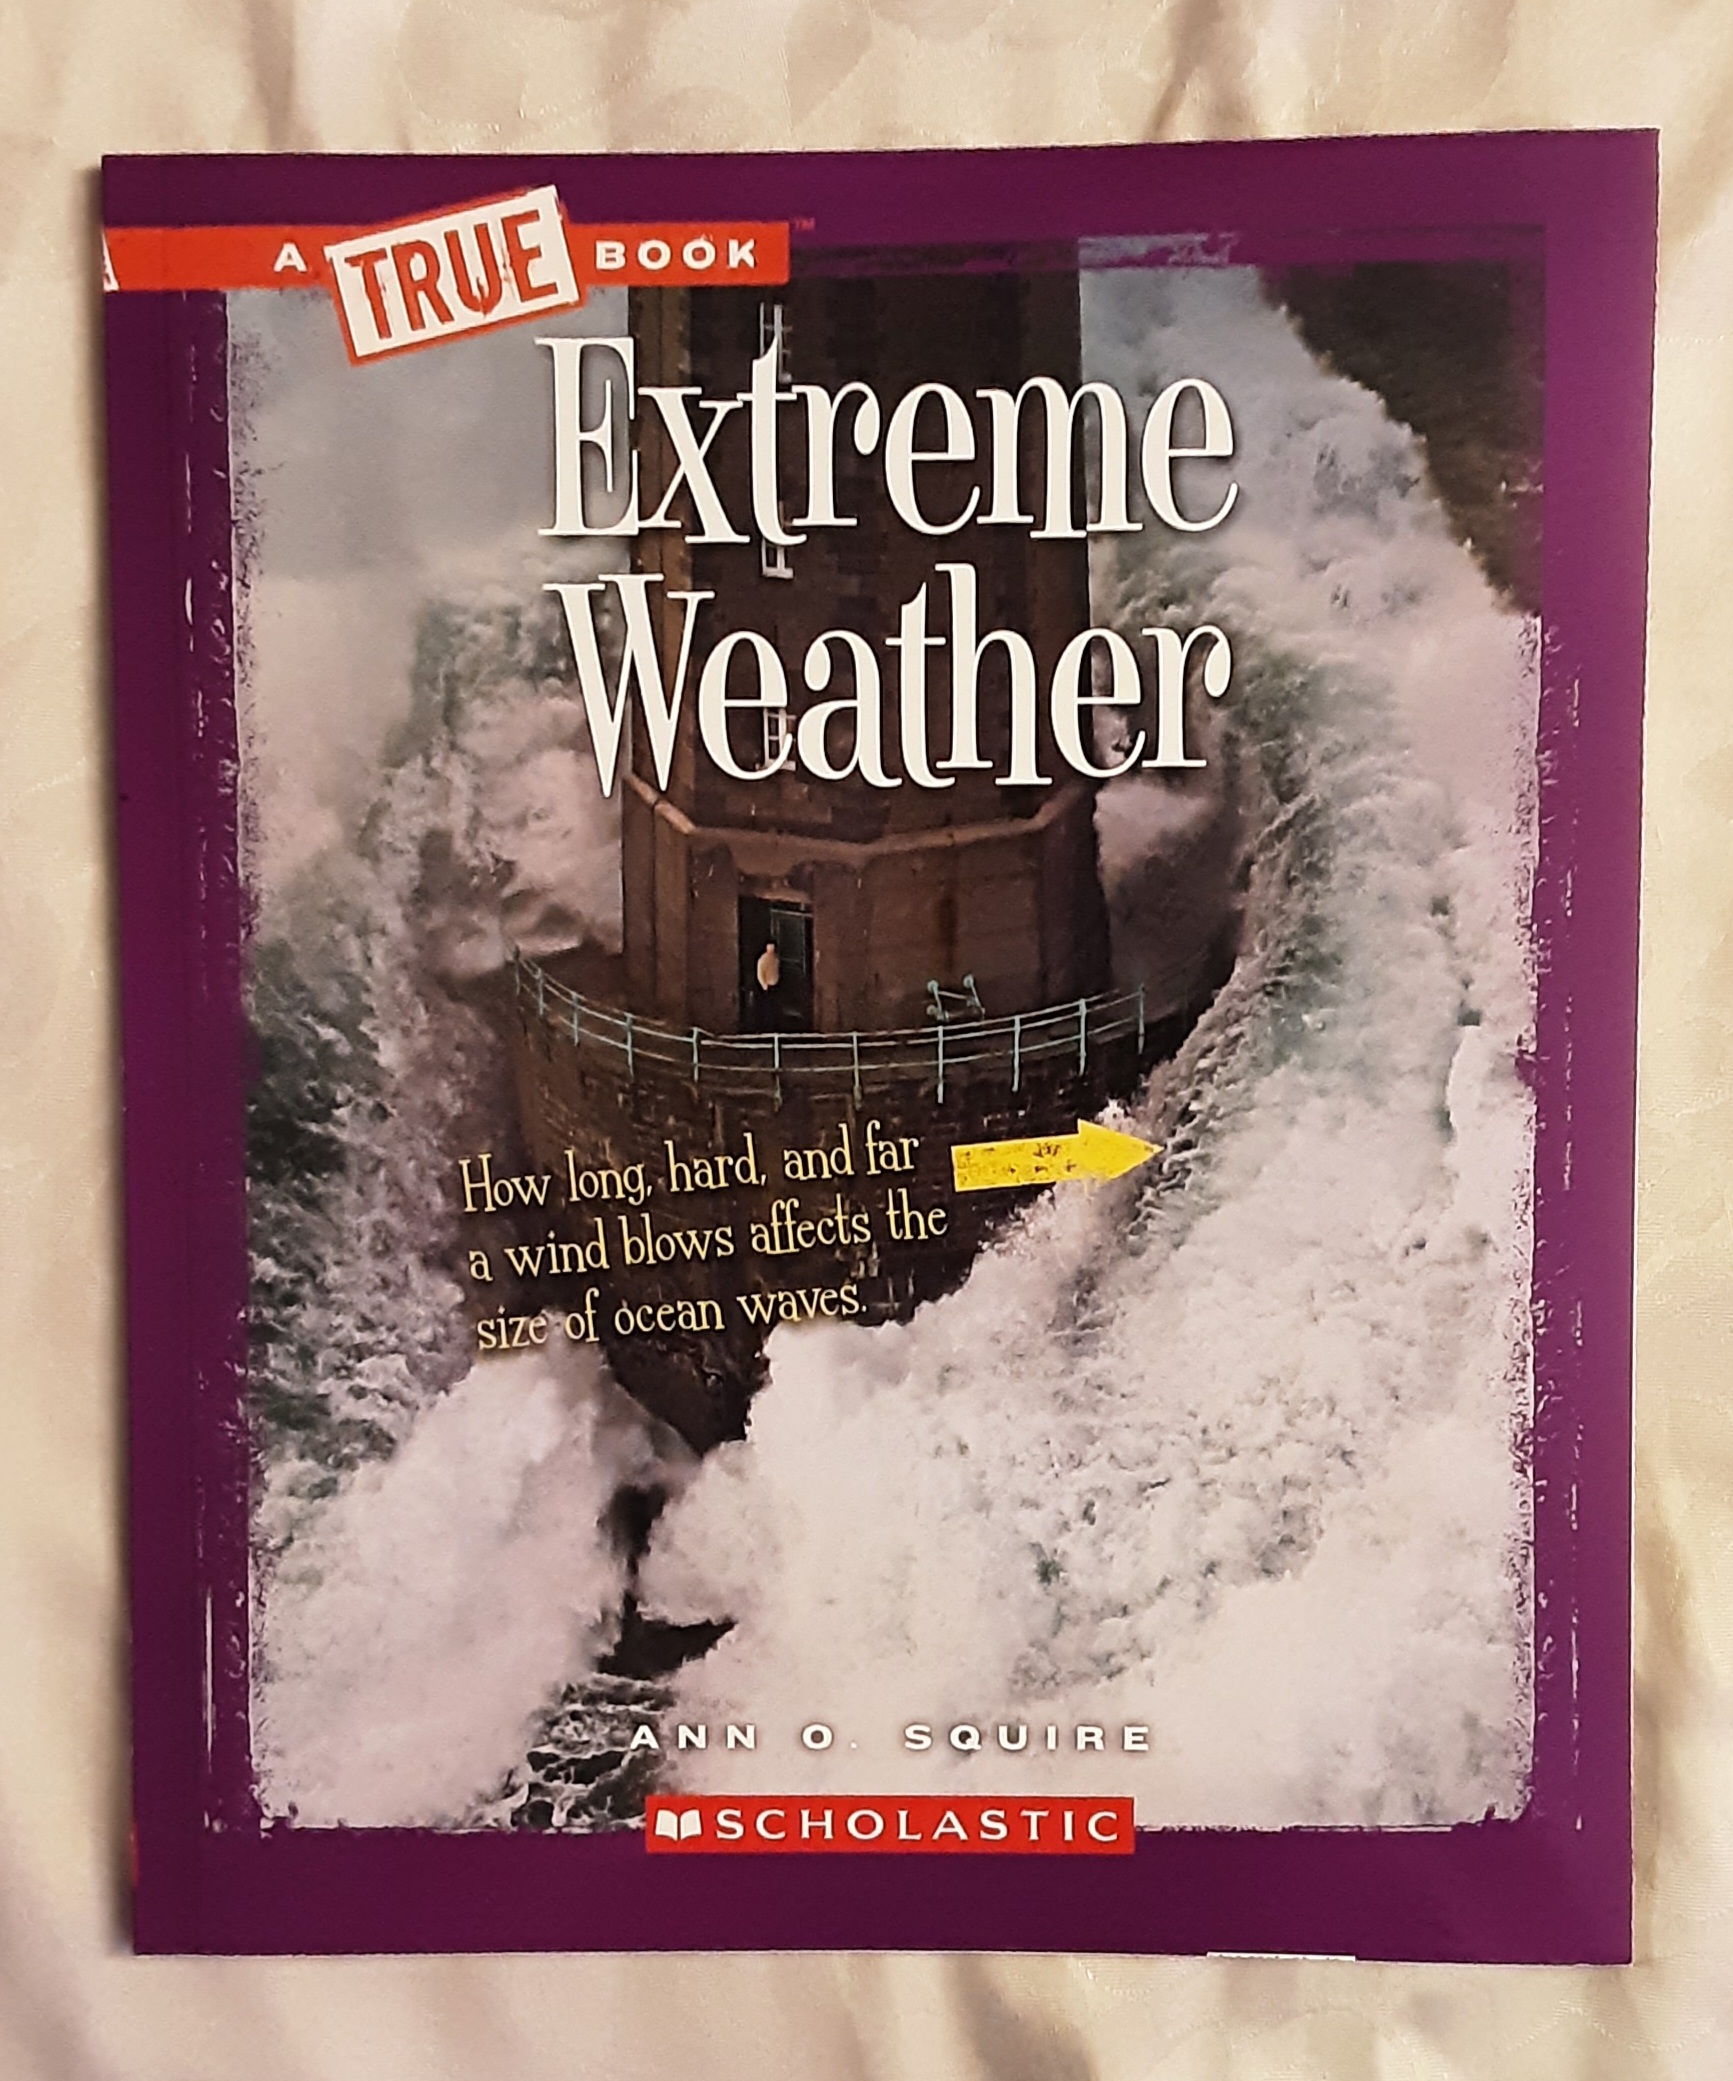 A TRUE BOOK™
Extreme
Weather
How long, hard, and far
a wind blows affects the
size of ocean waves.
ANN O. SQUIRE
SCHOLASTIC